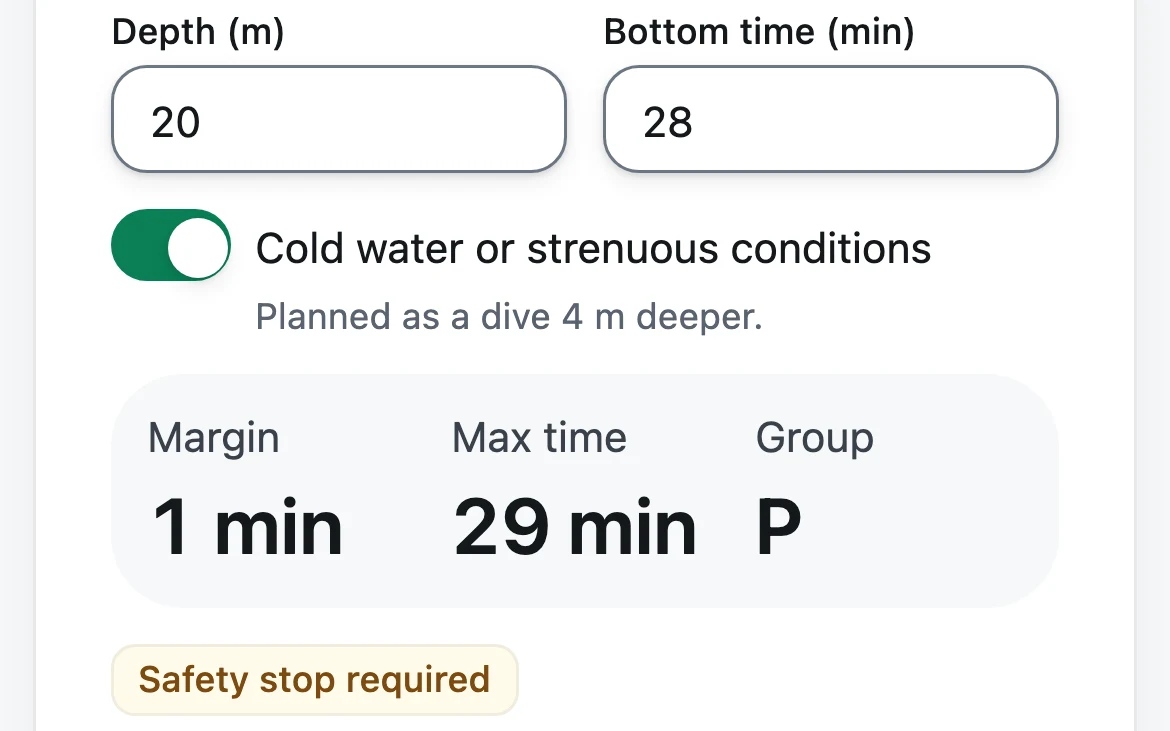 Depth (m)
Bottom time (min)
20
28
Cold water or strenuous conditions
Planned as a dive 4 m deeper.
Margin
Max time
Group
1 min
29 min
P
Safety stop required